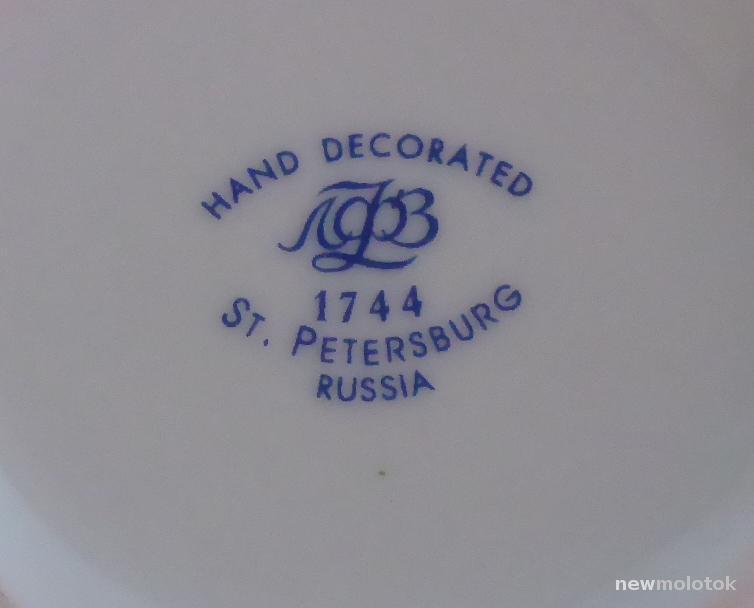 HAND DECORATED
ЛФЗ
1744
ST. PETERSBURG
RUSSIA
newmolotok